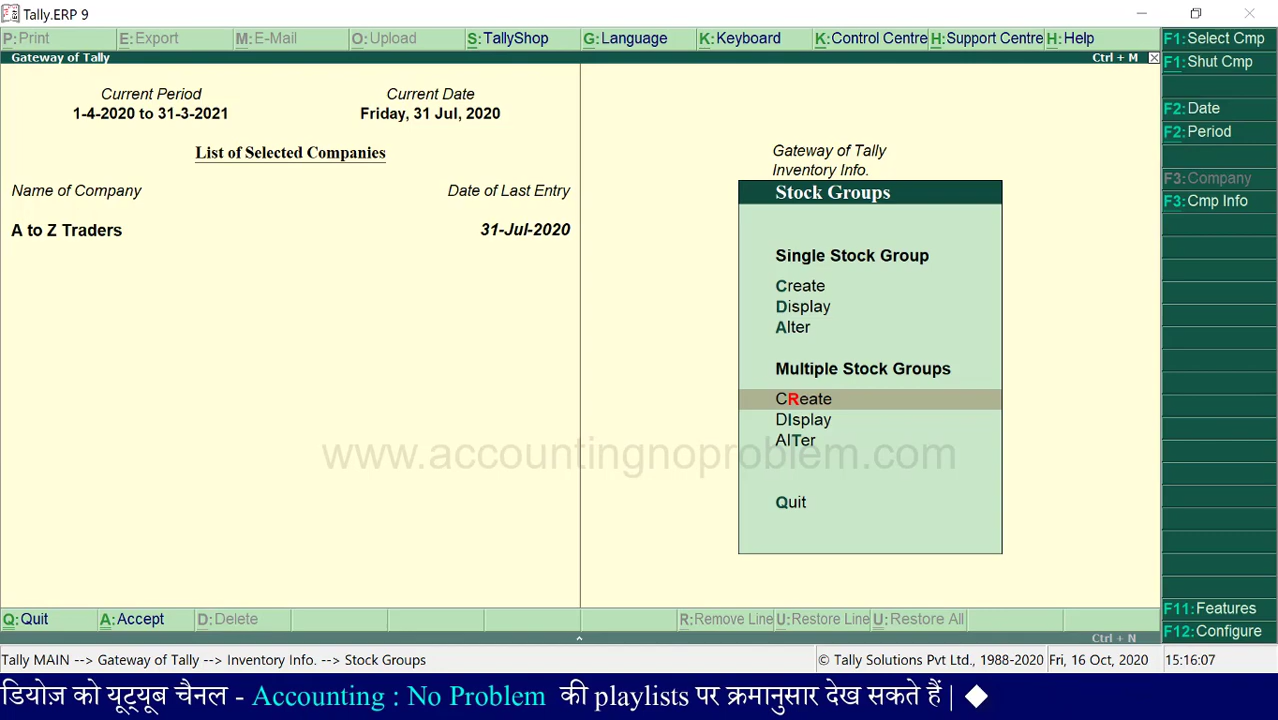 Tally.ERP 9
P: Print E: Export M: E-Mail O: Upload S: TallyShop G: Language K: Keyboard K: Control Centre H: Support Centre H: Help
Gateway of Tally Ctrl + M
Current Period Current Date
1-4-2020 to 31-3-2021 Friday, 31 Jul, 2020
List of Selected Companies
Name of Company Date of Last Entry
A to Z Traders 31-Jul-2020
Gateway of Tally
Inventory Info.
Stock Groups
Single Stock Group
Create
Display
Alter
Multiple Stock Groups
CReate
DIsplay
AlTer
Quit
www.accountingnoproblem.com
F1: Select Cmp
F1: Shut Cmp
F2: Date
F2: Period
F3: Company
F3: Cmp Info
F11: Features
F12: Configure
Q: Quit A: Accept D: Delete R: Remove Line U: Restore Line U: Restore All
Ctrl + N
Tally MAIN --> Gateway of Tally --> Inventory Info. --> Stock Groups © Tally Solutions Pvt Ltd., 1988-2020 Fri, 16 Oct, 2020 15:16:07
डियोज़ को यूट्यूब चैनल - Accounting : No Problem की playlists पर क्रमानुसार देख सकते हैं | ◆